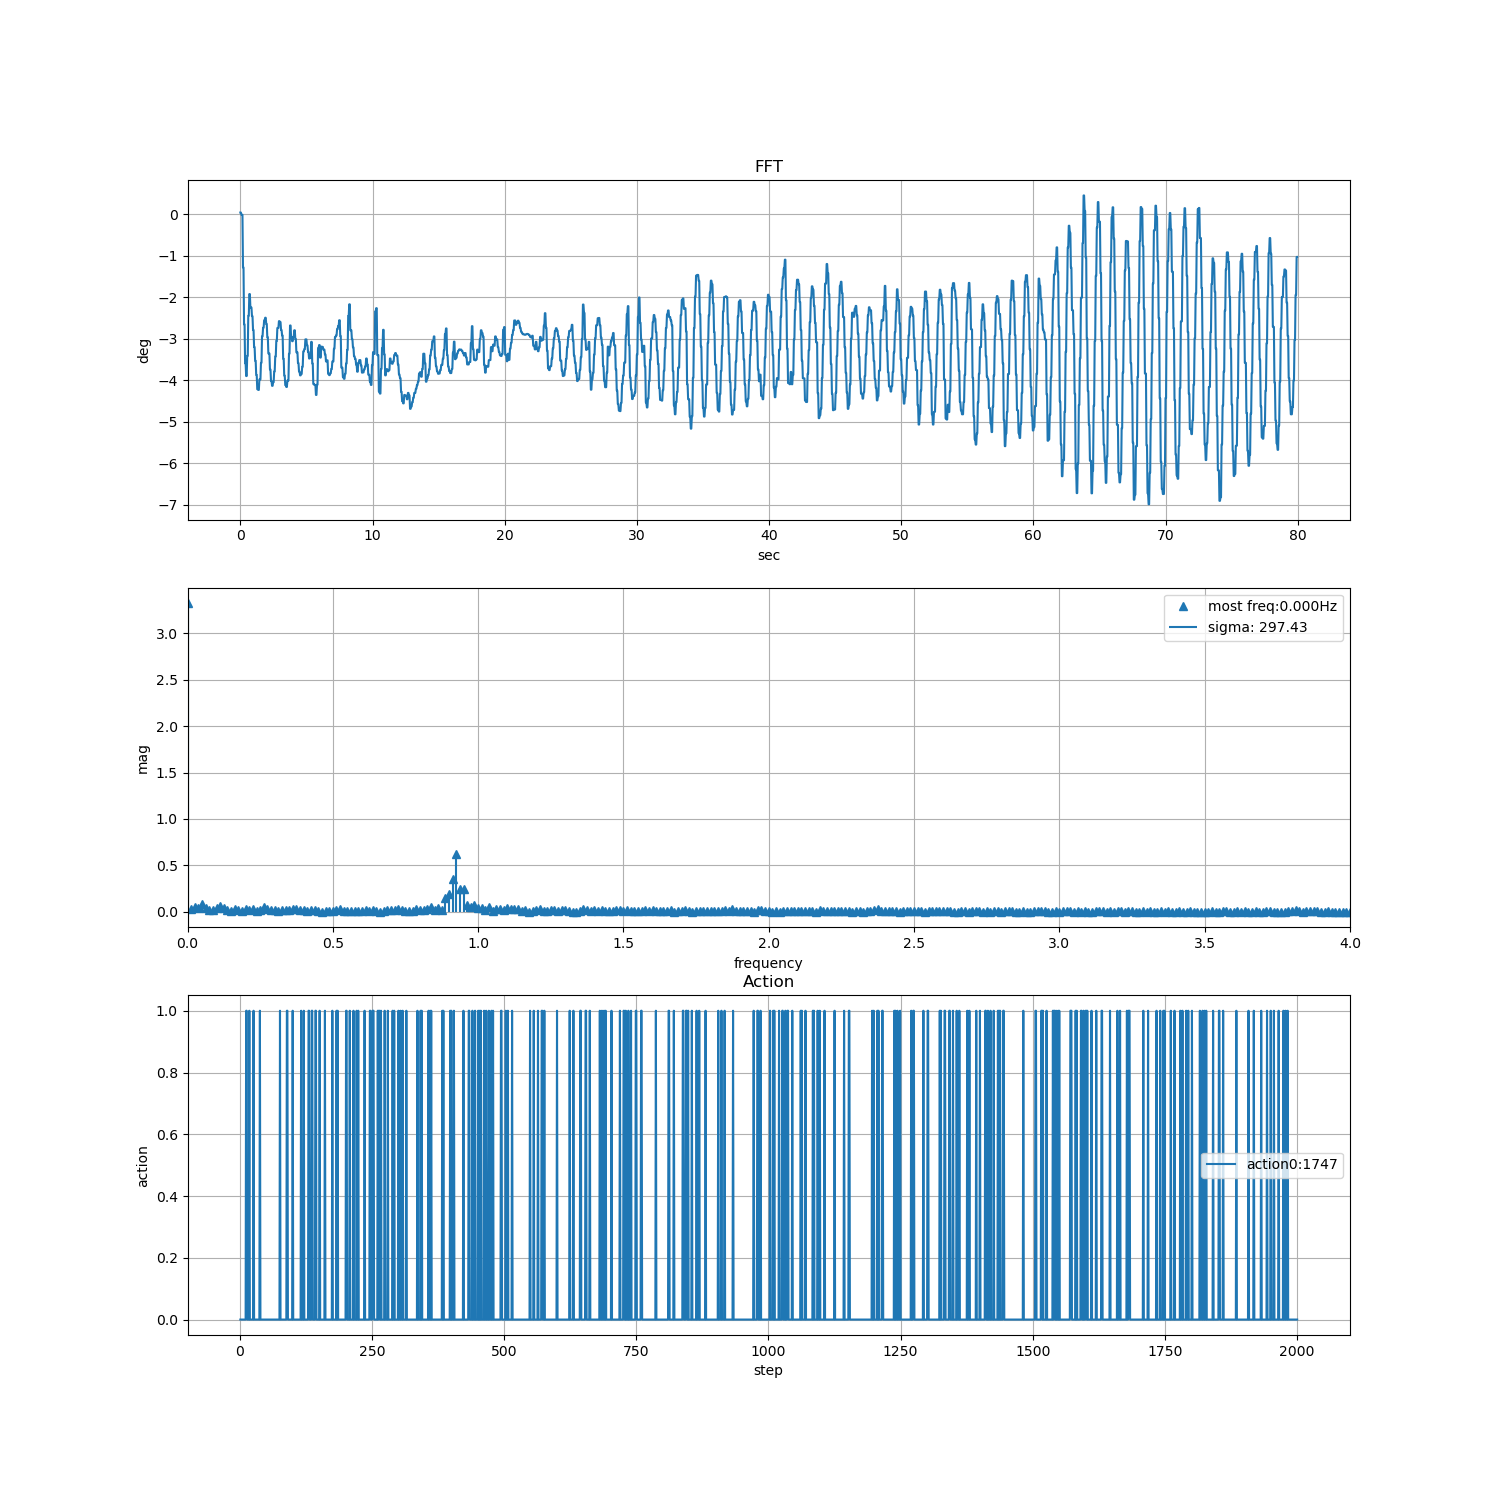 FFT
0
−1
−2
−3
−4
−5
−6
−7
deg
0 10 20 30 40 50 60 70 80
sec
most freq:0.000Hz
sigma: 297.43
3.0
2.5
2.0
1.5
1.0
0.5
0.0
mag
0.0 0.5 1.0 1.5 2.0 2.5 3.0 3.5 4.0
frequency
Action
1.0
0.8
0.6
0.4
0.2
0.0
action
action0:1747
0 250 500 750 1000 1250 1500 1750 2000
step